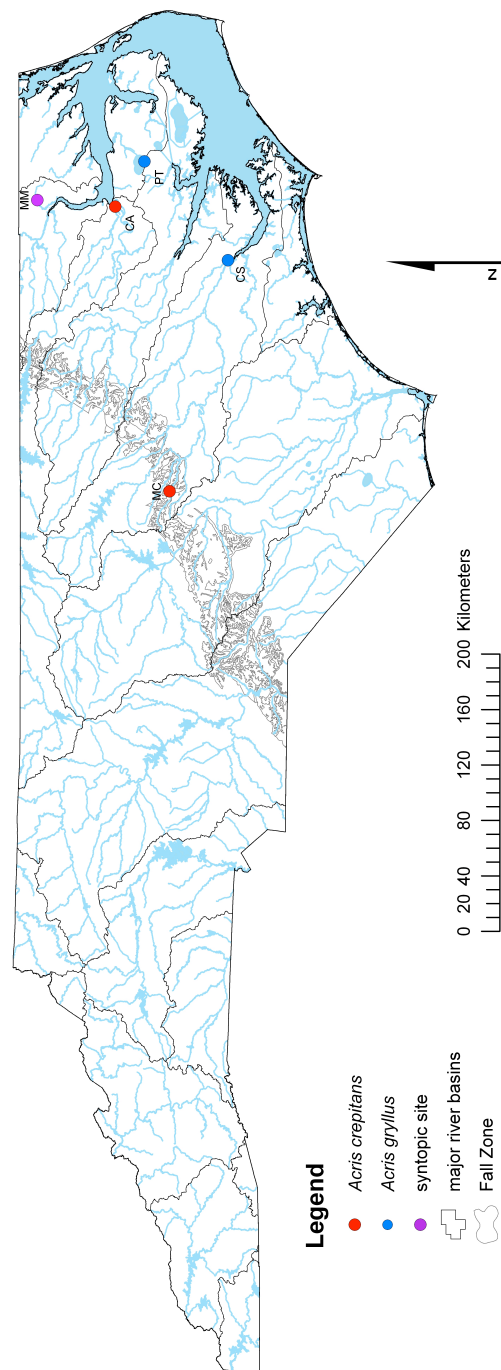 MM
CA
PT
CS
MC
N
Legend
Acris crepitans
Acris gryllus
syntopic site
major river basins
Fall Zone
0 20 40 80 120 160 200 Kilometers